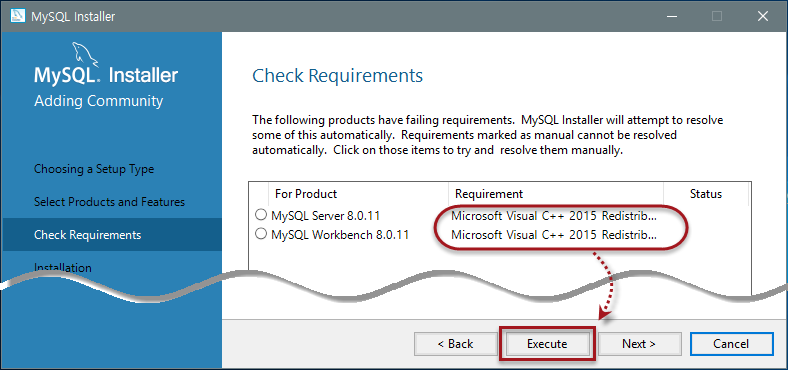 MySQL Installer
MySQL® Installer
Adding Community
Choosing a Setup Type
Select Products and Features
Check Requirements
Installation
Check Requirements
The following products have failing requirements. MySQL Installer will attempt to resolve
some of this automatically. Requirements marked as manual cannot be resolved
automatically. Click on those items to try and resolve them manually.
For Product Requirement Status
MySQL Server 8.0.11 Microsoft Visual C++ 2015 Redistrib...
MySQL Workbench 8.0.11 Microsoft Visual C++ 2015 Redistrib...
< Back Execute Next > Cancel